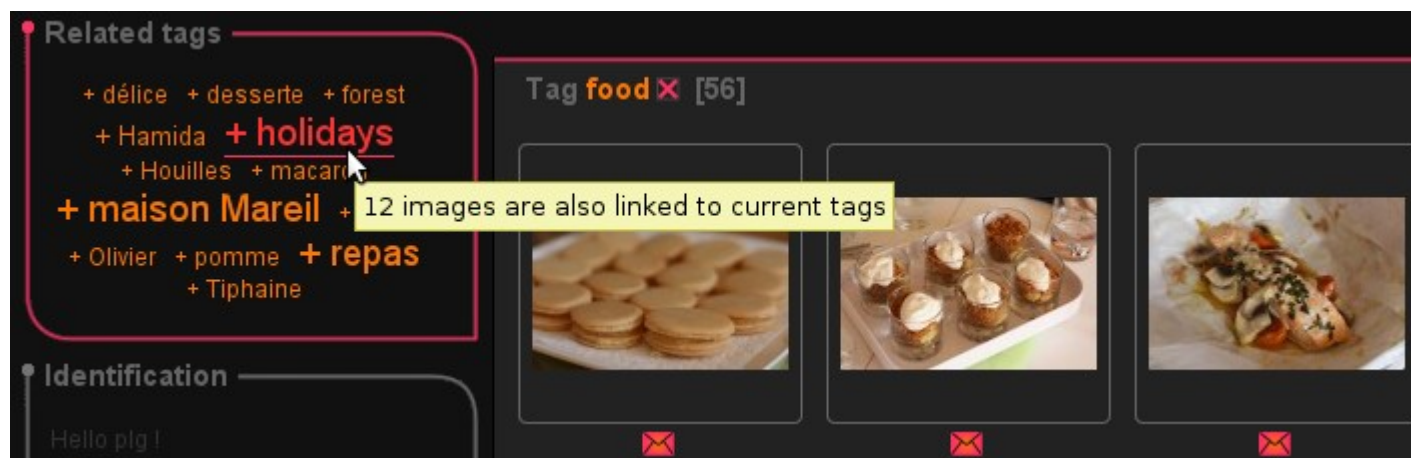 Related tags
+ délice + desserte + forest
+ Hamida + holidays
+ Houilles + macaron
+ maison Mareil +
+ Olivier + pomme + repas
+ Tiphaine
12 images are also linked to current tags
Identification
Hello plg !
Tag food [56]